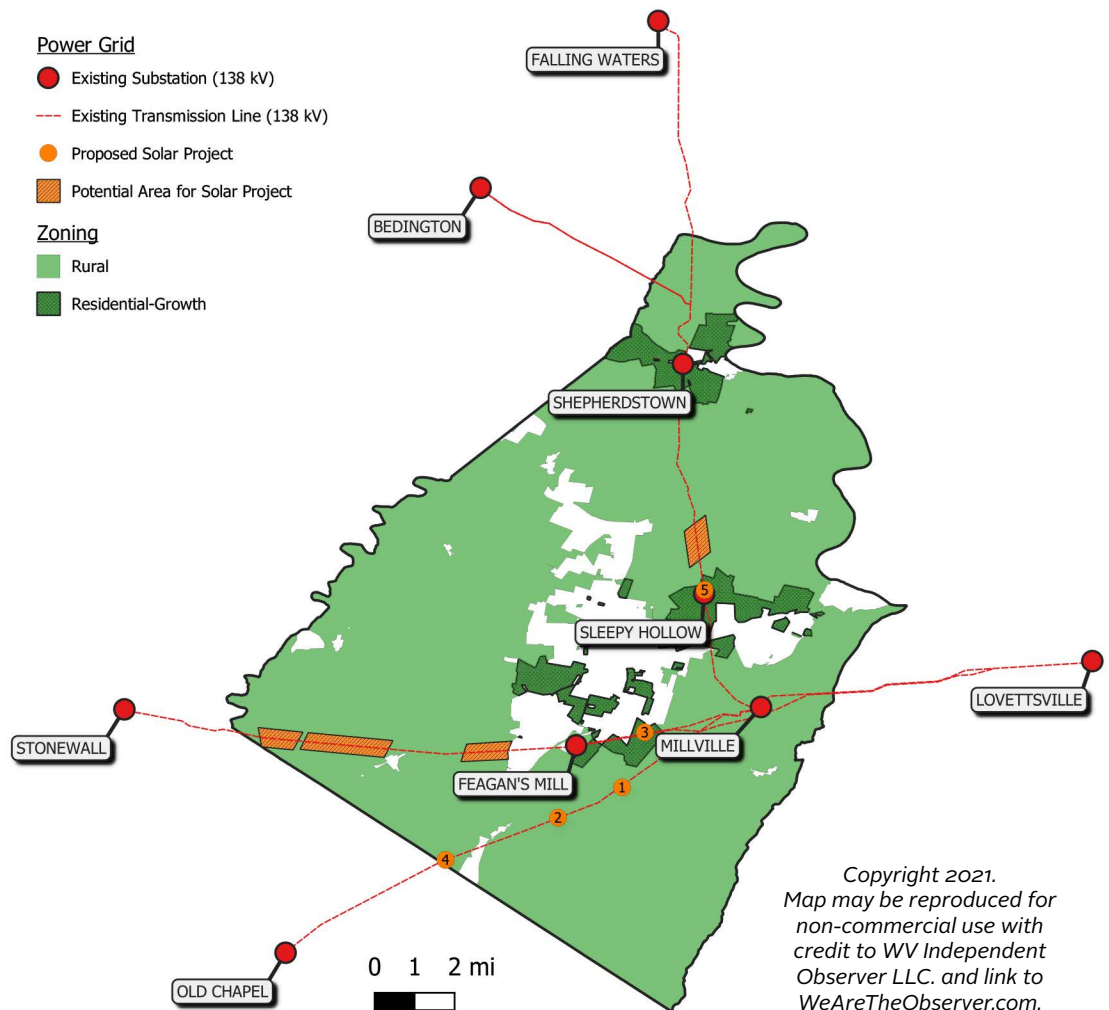 Power Grid
Existing Substation (138 kV)
Existing Transmission Line (138 kV)
Proposed Solar Project
Potential Area for Solar Project
Zoning
Rural
Residential-Growth
FALLING WATERS
BEDINGTON
SHEPHERDSTOWN
5
SLEEPY HOLLOW
LOVETTSVILLE
STONEWALL
3
MILLVILLE
FEAGAN'S MILL
1
2
4
OLD CHAPEL
0 1 2 mi
Copyright 2021.
Map may be reproduced for
non-commercial use with
credit to WV Independent
Observer LLC. and link to
WeAreTheObserver.com.